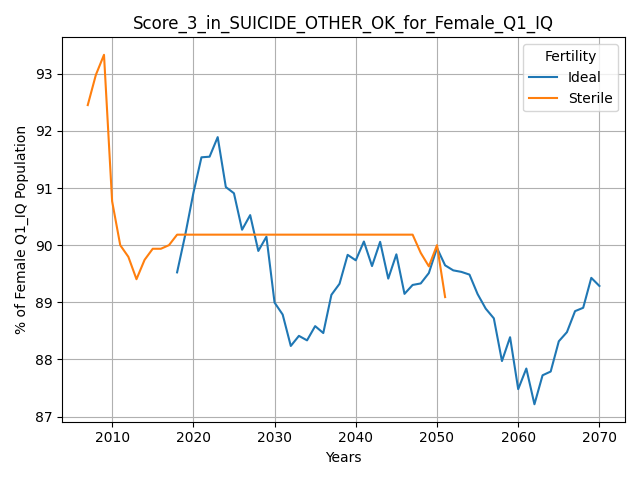 Score_3_in_SUICIDE_OTHER_OK_for_Female_Q1_IQ
Fertility
Ideal
Sterile
% of Female Q1_IQ Population
93
92
91
90
89
88
87
2010
2020
2030
2040
2050
2060
2070
Years